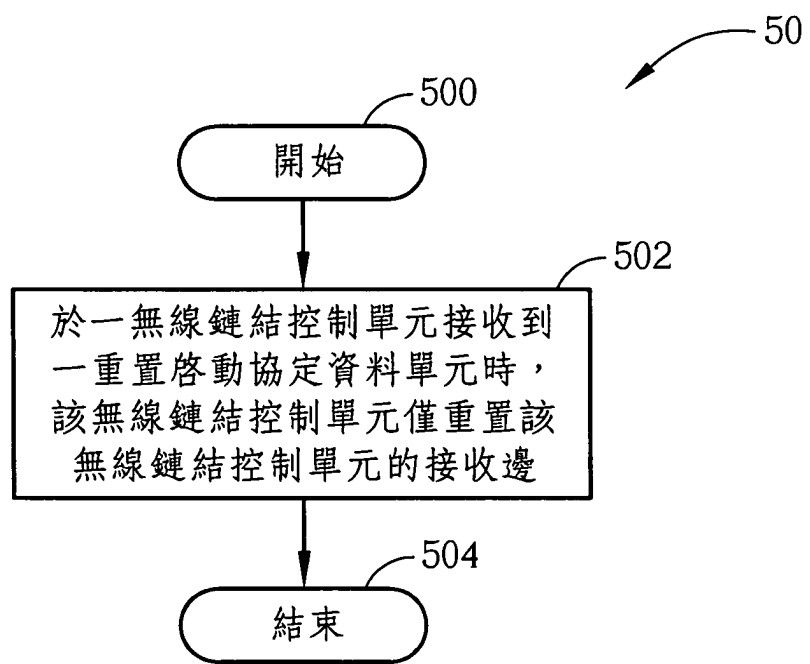 50
500
開始
502
於一無線鏈結控制單元接收到
一重置啓動協定資料單元時，
該無線鏈結控制單元僅重置該
無線鏈結控制單元的接收邊
504
結束